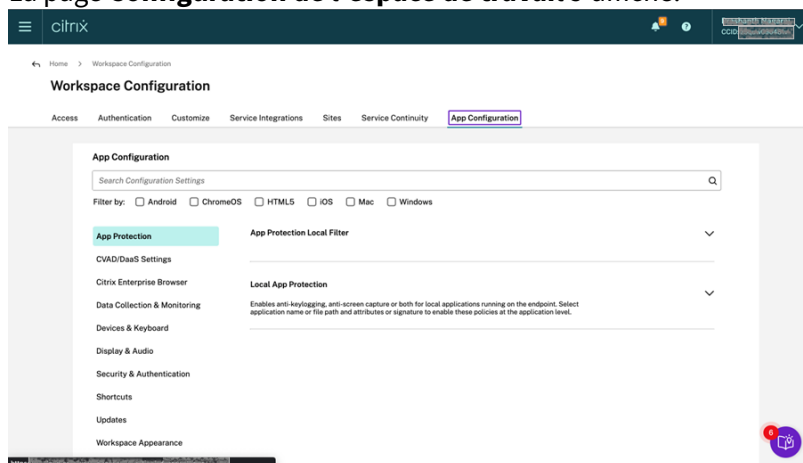 La page Configuration de l'espace de travail s'affiche.
citrix
CCID:
Home > Workspace Configuration
Workspace Configuration
Access Authentication Customize Service Integrations Sites Service Continuity App Configuration
App Configuration
Search Configuration Settings
Filter by: Android ChromeOS HTML5 iOS Mac Windows
App Protection
App Protection Local Filter
CVAD/DaaS Settings
Citrix Enterprise Browser
Local App Protection
Data Collection & Monitoring
Enables anti-keylogging, anti-screen capture or both for local applications running on the endpoint. Select
application name or file path and attributes or signature to enable these policies at the application level.
Devices & Keyboard
Display & Audio
Security & Authentication
Shortcuts
Updates
Workspace Appearance
6